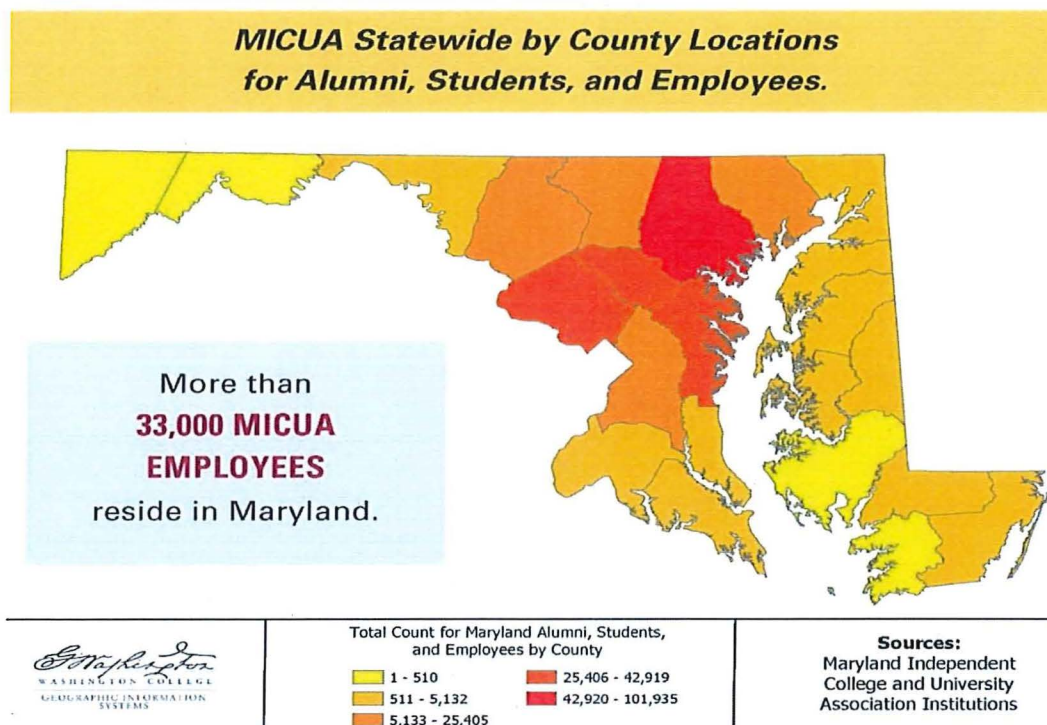 MICUA Statewide by County Locations
for Alumni, Students, and Employees.
More than
33,000 MICUA
EMPLOYEES
reside in Maryland.
GWashington
WASHINGTON COLLEGE
GEOGRAPHIC INFORMATION
SYSTEMS
Total Count for Maryland Alumni, Students,
and Employees by County
1 - 510
511 - 5,132
5,133 - 25,405
25,406 - 42,919
42,920 - 101,935
Sources:
Maryland Independent
College and University
Association Institutions